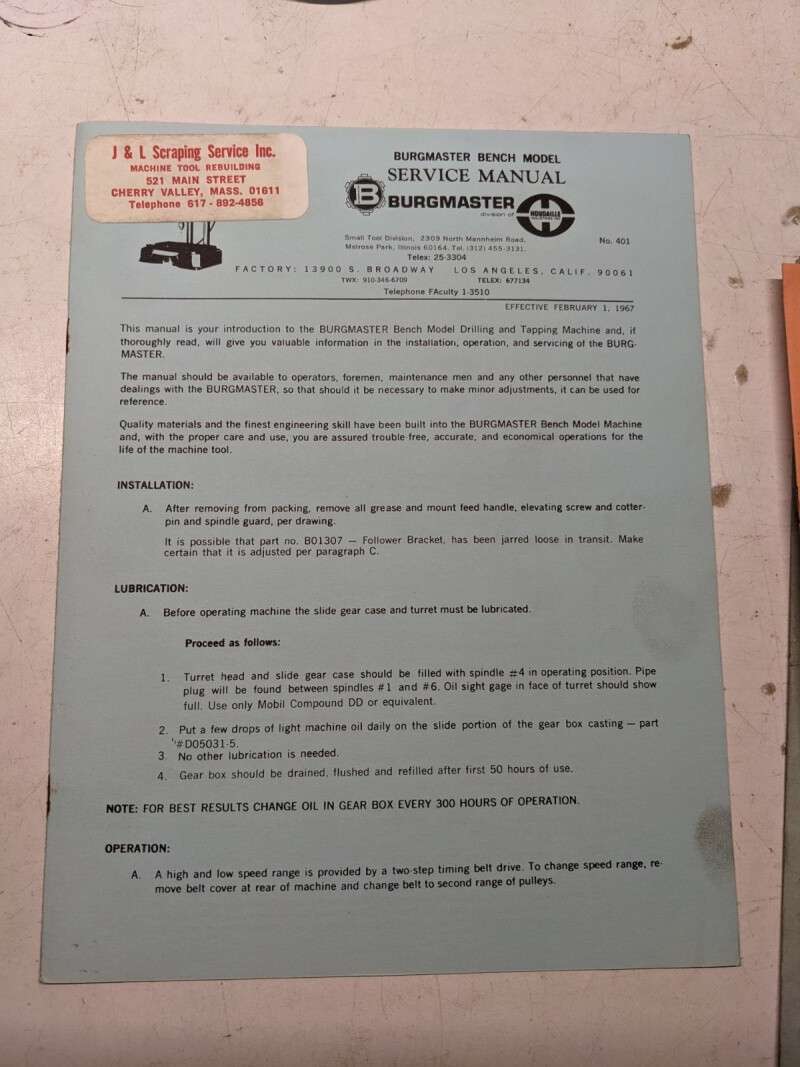 J & L Scraping Service Inc.
MACHINE TOOL REBUILDING
521 MAIN STREET
CHERRY VALLEY, MASS. 01611
Telephone 617 - 892-4856
BURGMASTER BENCH MODEL
SERVICE MANUAL
B BURGMASTER
division of HOUDAILLE
INDUSTRIES INC
Small Tool Division, 2309 North Mannheim Road,
Melrose Park, Illinois 60164. Tel. (312) 455-3131.
Telex: 25-3304
No. 401
FACTORY: 13900 S. BROADWAY LOS ANGELES, CALIF. 90061
TWX: 910-346-6709 TELEX: 677134
Telephone FAculty 1-3510
EFFECTIVE FEBRUARY 1, 1967
This manual is your introduction to the BURGMASTER Bench Model Drilling and Tapping Machine and, if
thoroughly read, will give you valuable information in the installation, operation, and servicing of the BURG-
MASTER.
The manual should be available to operators, foremen, maintenance men and any other personnel that have
dealings with the BURGMASTER, so that should it be necessary to make minor adjustments, it can be used for
reference.
Quality materials and the finest engineering skill have been built into the BURGMASTER Bench Model Machine
and, with the proper care and use, you are assured trouble-free, accurate, and economical operations for the
life of the machine tool.
INSTALLATION:
A. After removing from packing, remove all grease and mount feed handle, elevating screw and cotter-
pin and spindle guard, per drawing.
It is possible that part no. B01307 — Follower Bracket, has been jarred loose in transit. Make
certain that it is adjusted per paragraph C.
LUBRICATION:
A. Before operating machine the slide gear case and turret must be lubricated.
Proceed as follows:
1. Turret head and slide gear case should be filled with spindle #4 in operating position. Pipe
plug will be found between spindles #1 and #6. Oil sight gage in face of turret should show
full. Use only Mobil Compound DD or equivalent.
2. Put a few drops of light machine oil daily on the slide portion of the gear box casting — part
#D05031-5.
3. No other lubrication is needed.
4. Gear box should be drained, flushed and refilled after first 50 hours of use.
NOTE: FOR BEST RESULTS CHANGE OIL IN GEAR BOX EVERY 300 HOURS OF OPERATION.
OPERATION:
A. A high and low speed range is provided by a two-step timing belt drive. To change speed range, re-
move belt cover at rear of machine and change belt to second range of pulleys.